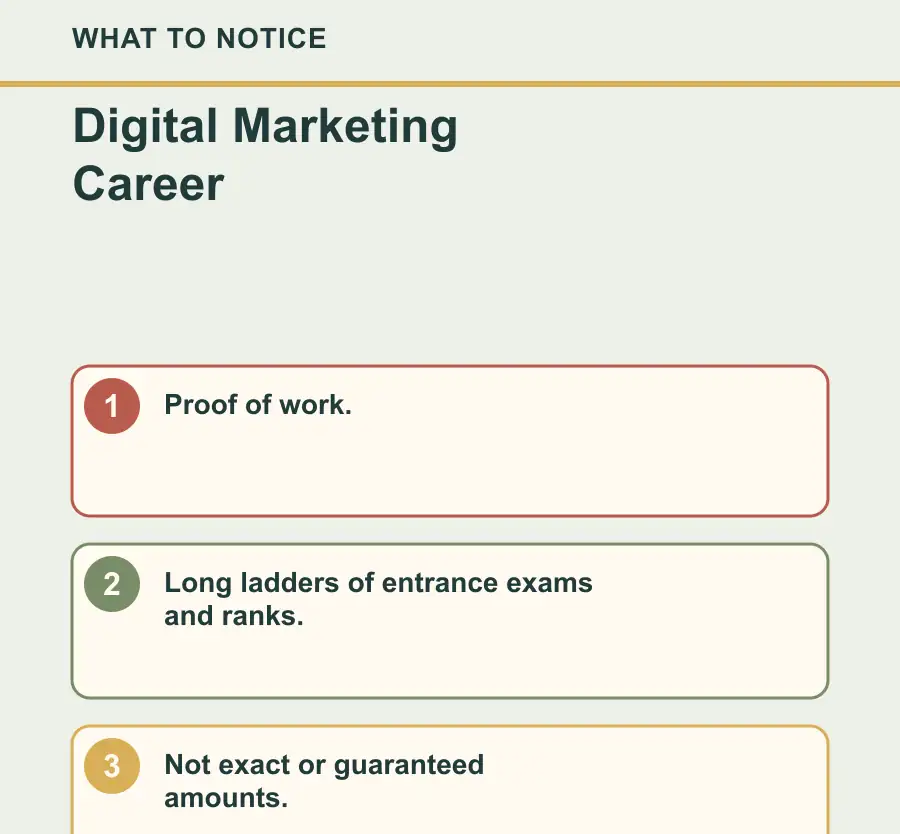 WHAT TO NOTICE
Digital Marketing
Career
1
Proof of work.
2
Long ladders of entrance exams
and ranks.
3
Not exact or guaranteed
amounts.